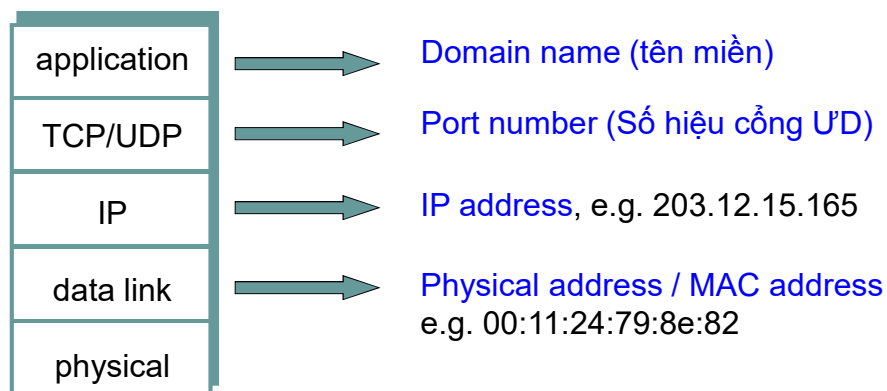 application
Domain name (tên miền)
TCP/UDP
Port number (Số hiệu cổng ƯD)
IP
IP address, e.g. 203.12.15.165
data link
Physical address / MAC address
e.g. 00:11:24:79:8e:82
physical